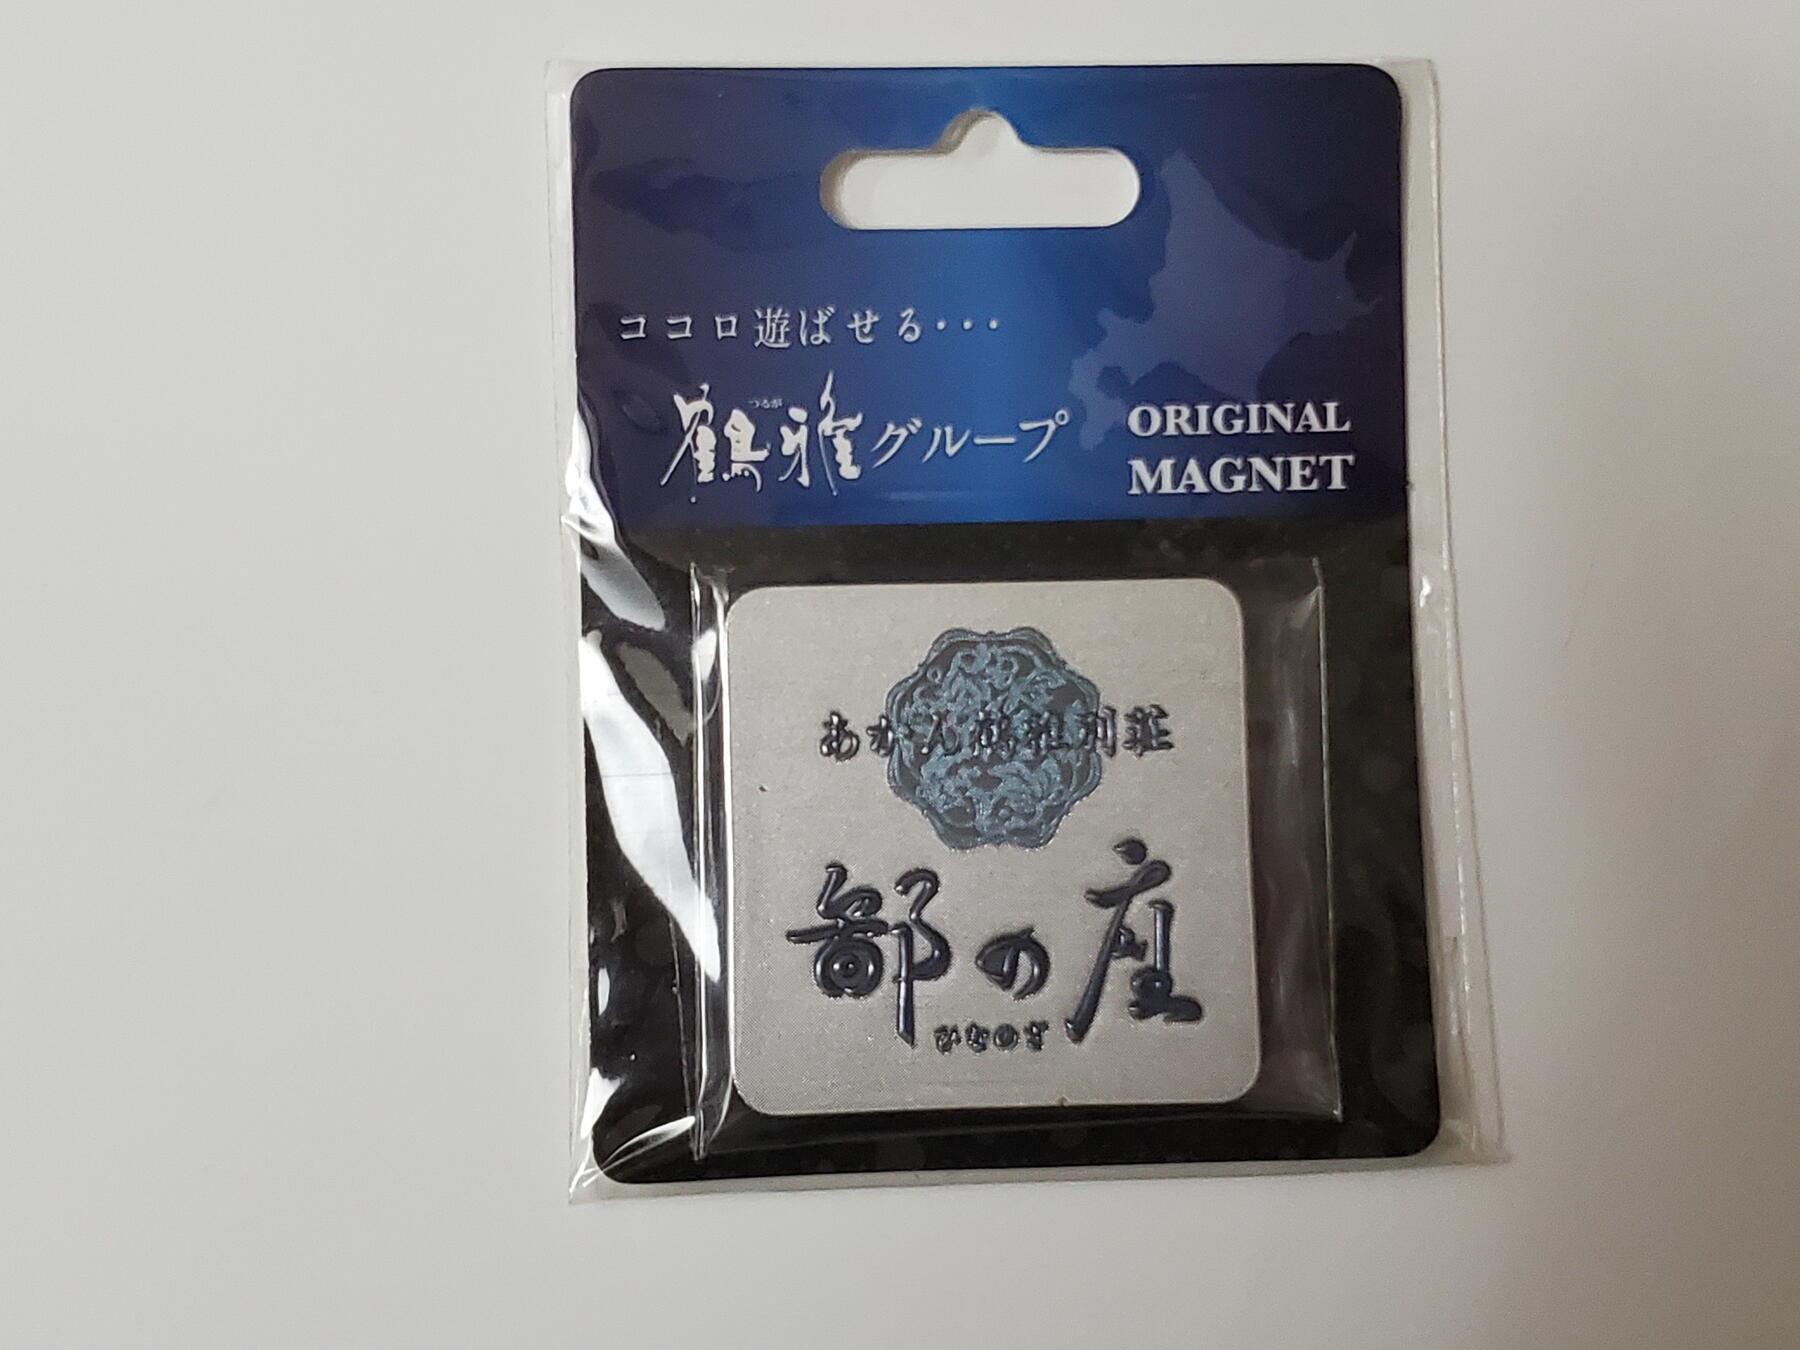 ココロ遊ばせる・・・
つるが
鶴雅グループ
ORIGINAL
MAGNET
あかん鶴雅別荘
鄙の座
ひなのざ